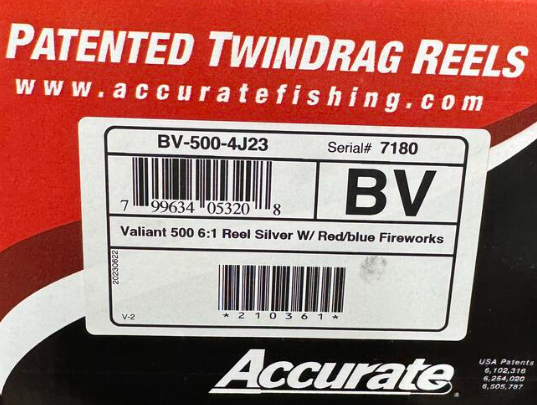 PATENTED TWINDRAG REELS
www.accuratefishing.com
BV-500-4J23 Serial# 7180
7 99634 05320 8
BV
Valiant 500 6:1 Reel Silver W/ Red/blue Fireworks
20230622
*210361*
V-2
Accurate
USA Patents
6,102,316
6,254,020
6,505,787